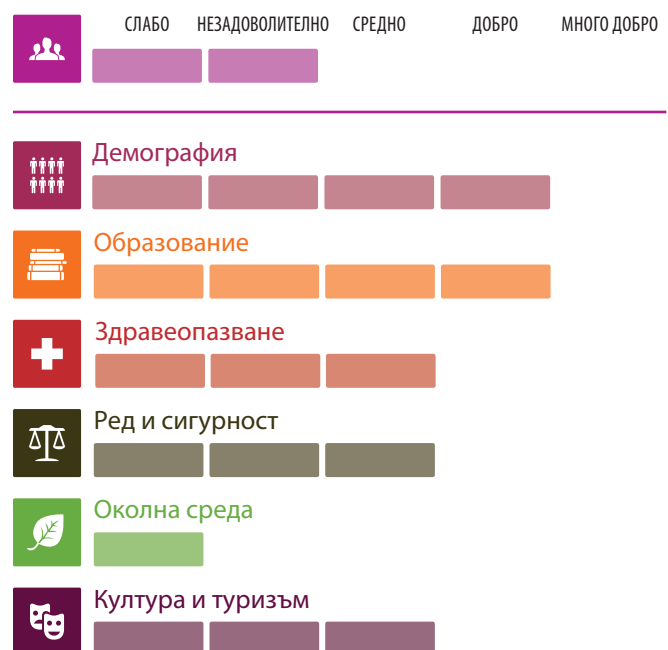 СЛАБО НЕЗАДОВОЛИТЕЛНО СРЕДНО ДОБРО МНОГО ДОБРО
Демография
Образование
Здравеопазване
Ред и сигурност
Околна среда
Култура и туризъм